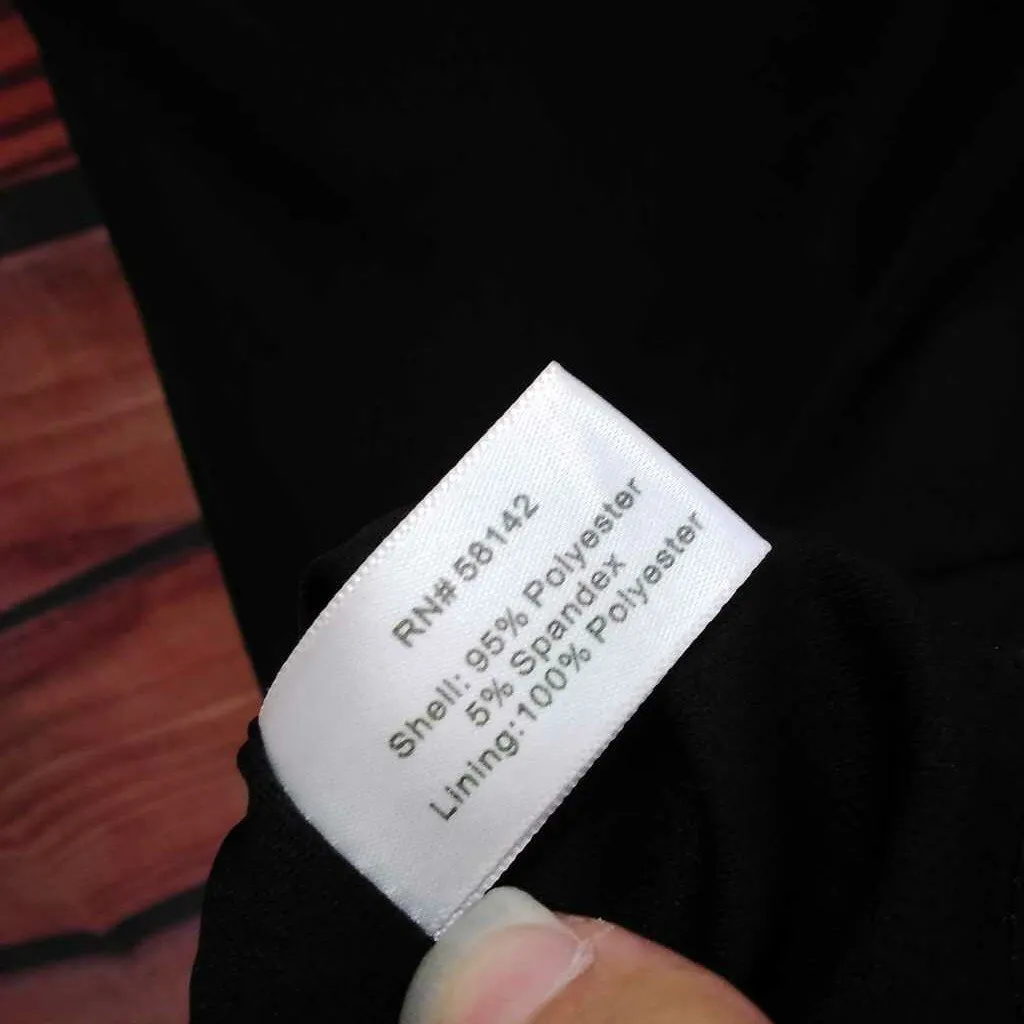 RN# 58142
Shell: 95% Polyester
5% Spandex
Lining: 100% Polyester